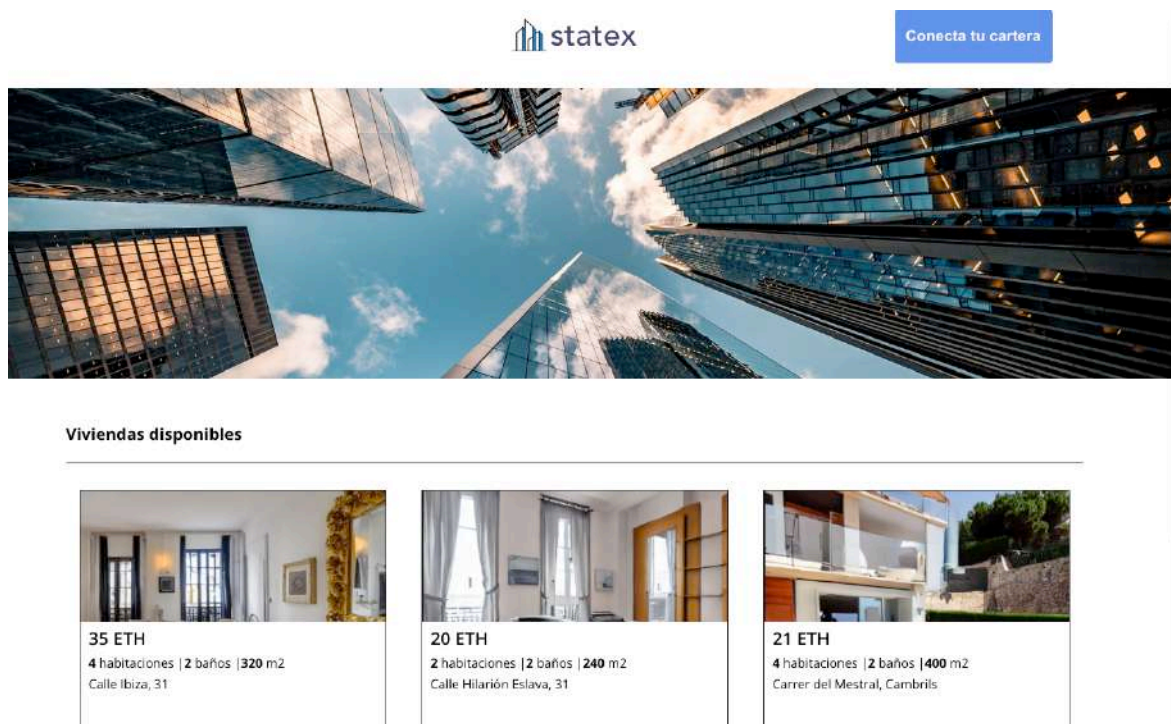 statex
Conecta tu cartera
Viviendas disponibles
35 ETH
4 habitaciones |2 baños |320 m2
Calle Ibiza, 31
20 ETH
2 habitaciones |2 baños |240 m2
Calle Hilarión Eslava, 31
21 ETH
4 habitaciones |2 baños |400 m2
Carrer del Mestral, Cambrils